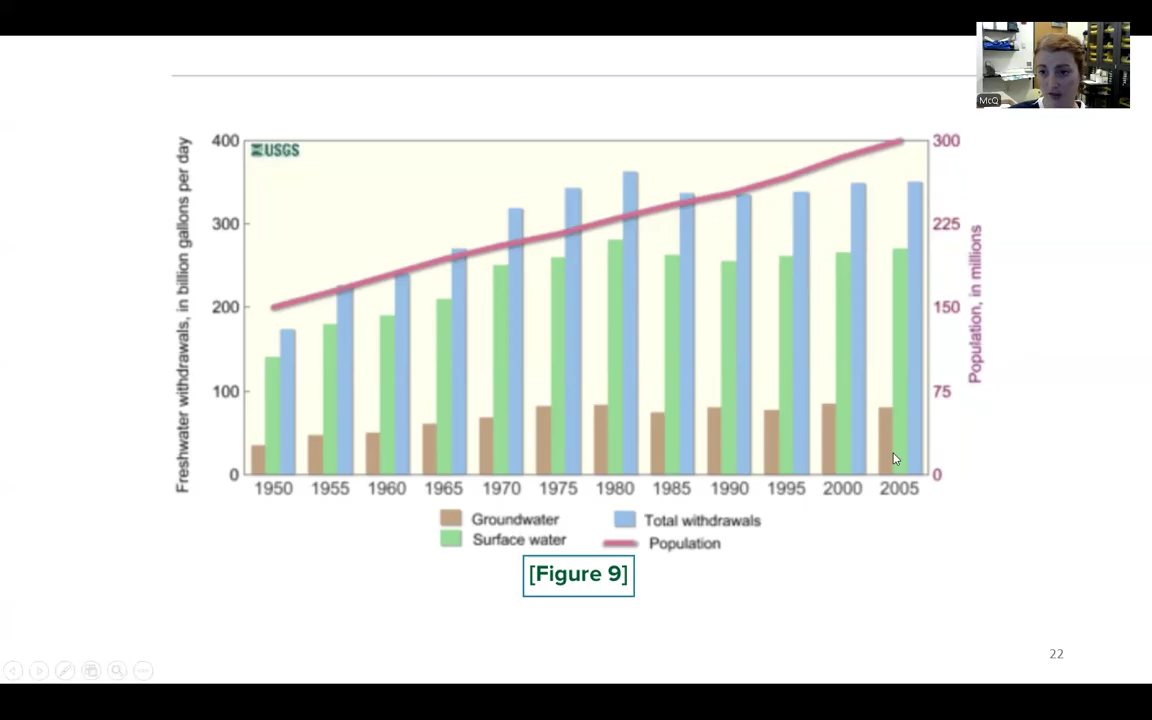 McQ
USGS
Freshwater withdrawals, in billion gallons per day
400
300
200
100
0
300
225
150
75
0
Population, in millions
1950 1955 1960 1965 1970 1975 1980 1985 1990 1995 2000 2005
Groundwater Total withdrawals
Surface water Population
[Figure 9]
22